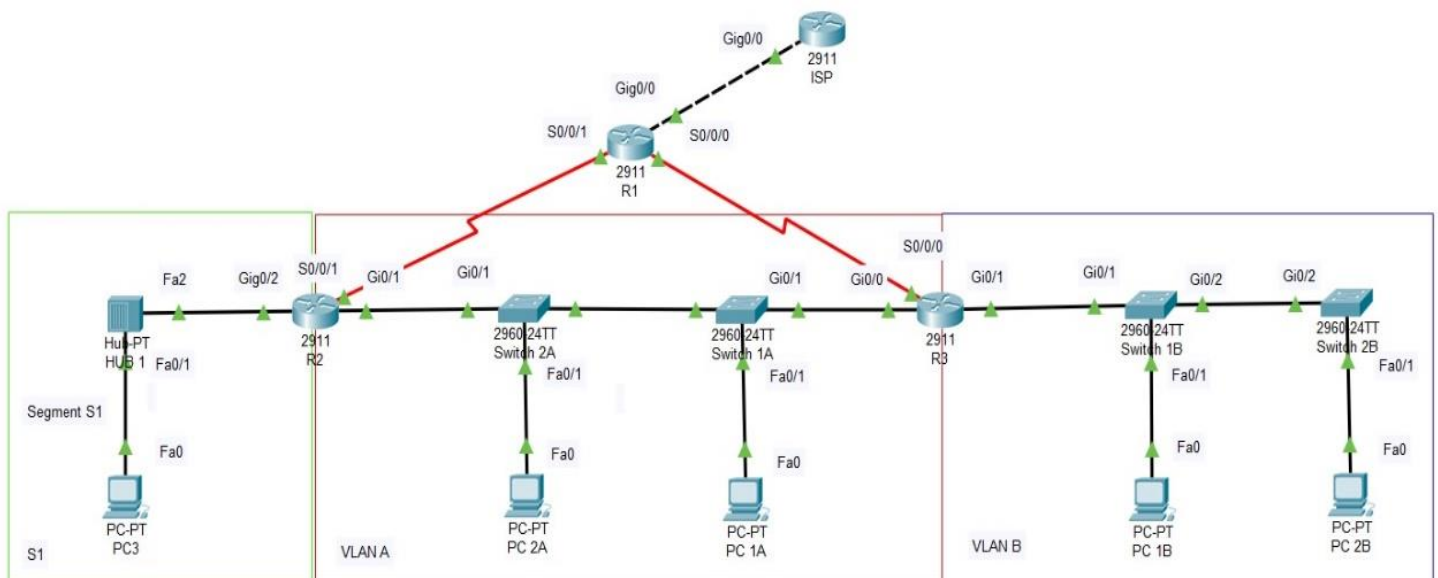 Gig0/0
2911
ISP
Gig0/0
S0/0/1
S0/0/0
2911
R1
S0/0/0
Fa2
Gig0/2
S0/0/1
Gi0/1
Gi0/1
Gi0/1
Gi0/0
Gi0/1
Gi0/1
Gi0/2
Gi0/2
Hub-PT
HUB 1
2911
R2
2960-24TT
Switch 2A
2960-24TT
Switch 1A
2911
R3
2960-24TT
Switch 1B
2960-24TT
Switch 2B
Fa0/1
Fa0/1
Fa0/1
Fa0/1
Fa0/1
Segment S1
Fa0
Fa0
Fa0
Fa0
Fa0
PC-PT
PC3
PC-PT
PC 2A
PC-PT
PC 1A
PC-PT
PC 1B
PC-PT
PC 2B
S1
VLAN A
VLAN B